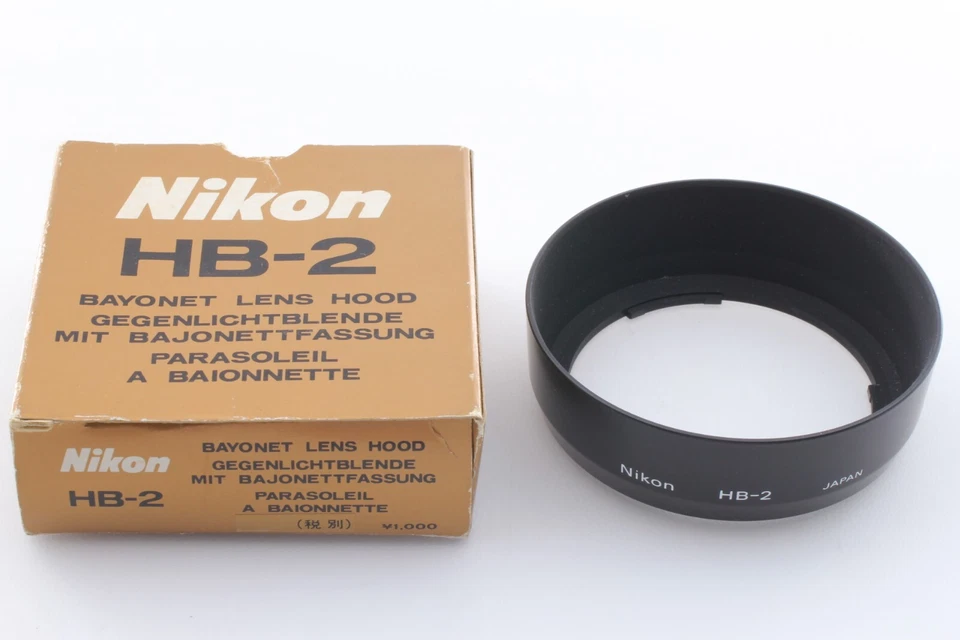 Nikon
HB-2
BAYONET LENS HOOD
GEGENLICHTBLENDE
MIT BAJONETTFASSUNG
PARASOLEIL
A BAIONNETTE
Nikon
HB-2
BAYONET LENS HOOD
GEGENLICHTBLENDE
MIT BAJONETTFASSUNG
PARASOLEIL
A BAIONNETTE
(税別) ¥1,000
Nikon HB-2 JAPAN